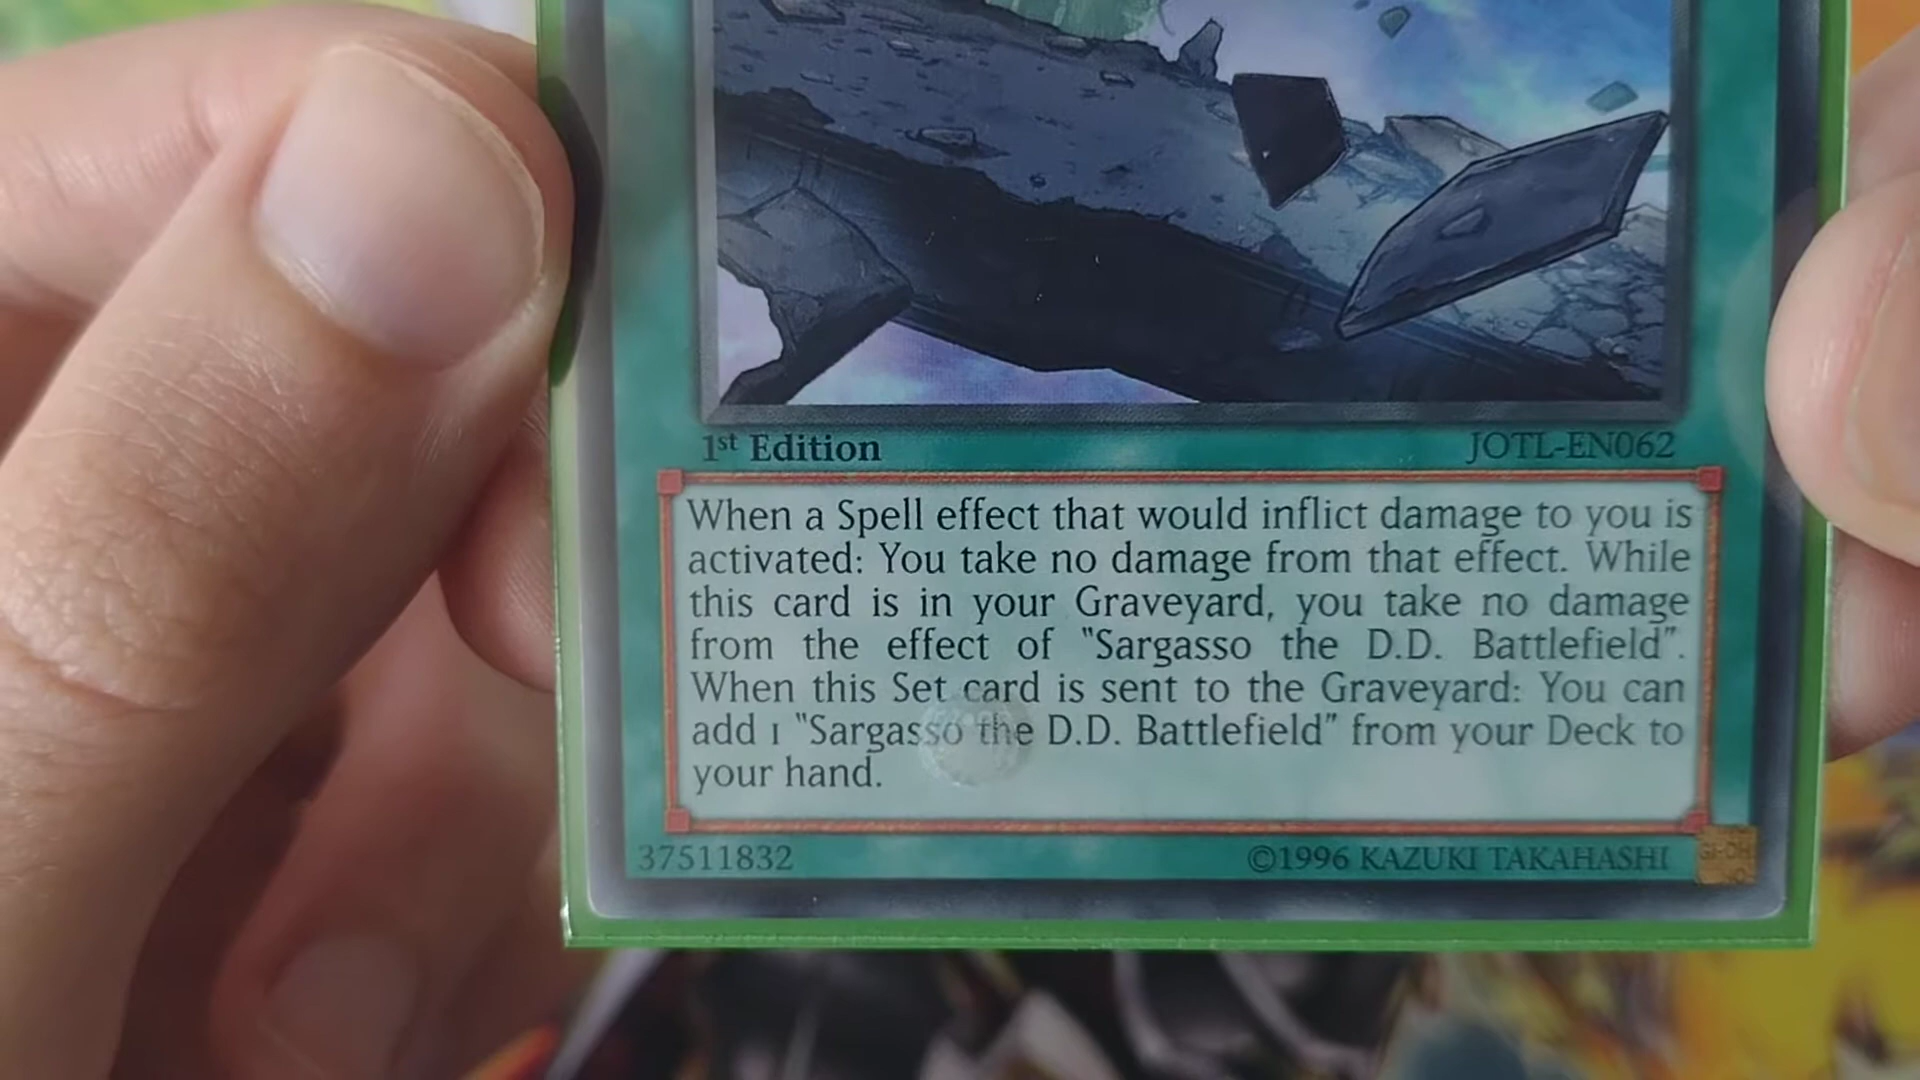 1st Edition JOTL-EN062
When a Spell effect that would inflict damage to you is
activated: You take no damage from that effect. While
this card is in your Graveyard, you take no damage
from the effect of "Sargasso the D.D. Battlefield".
When this Set card is sent to the Graveyard: You can
add 1 "Sargasso the D.D. Battlefield" from your Deck to
your hand.
37511832 ©1996 KAZUKI TAKAHASHI